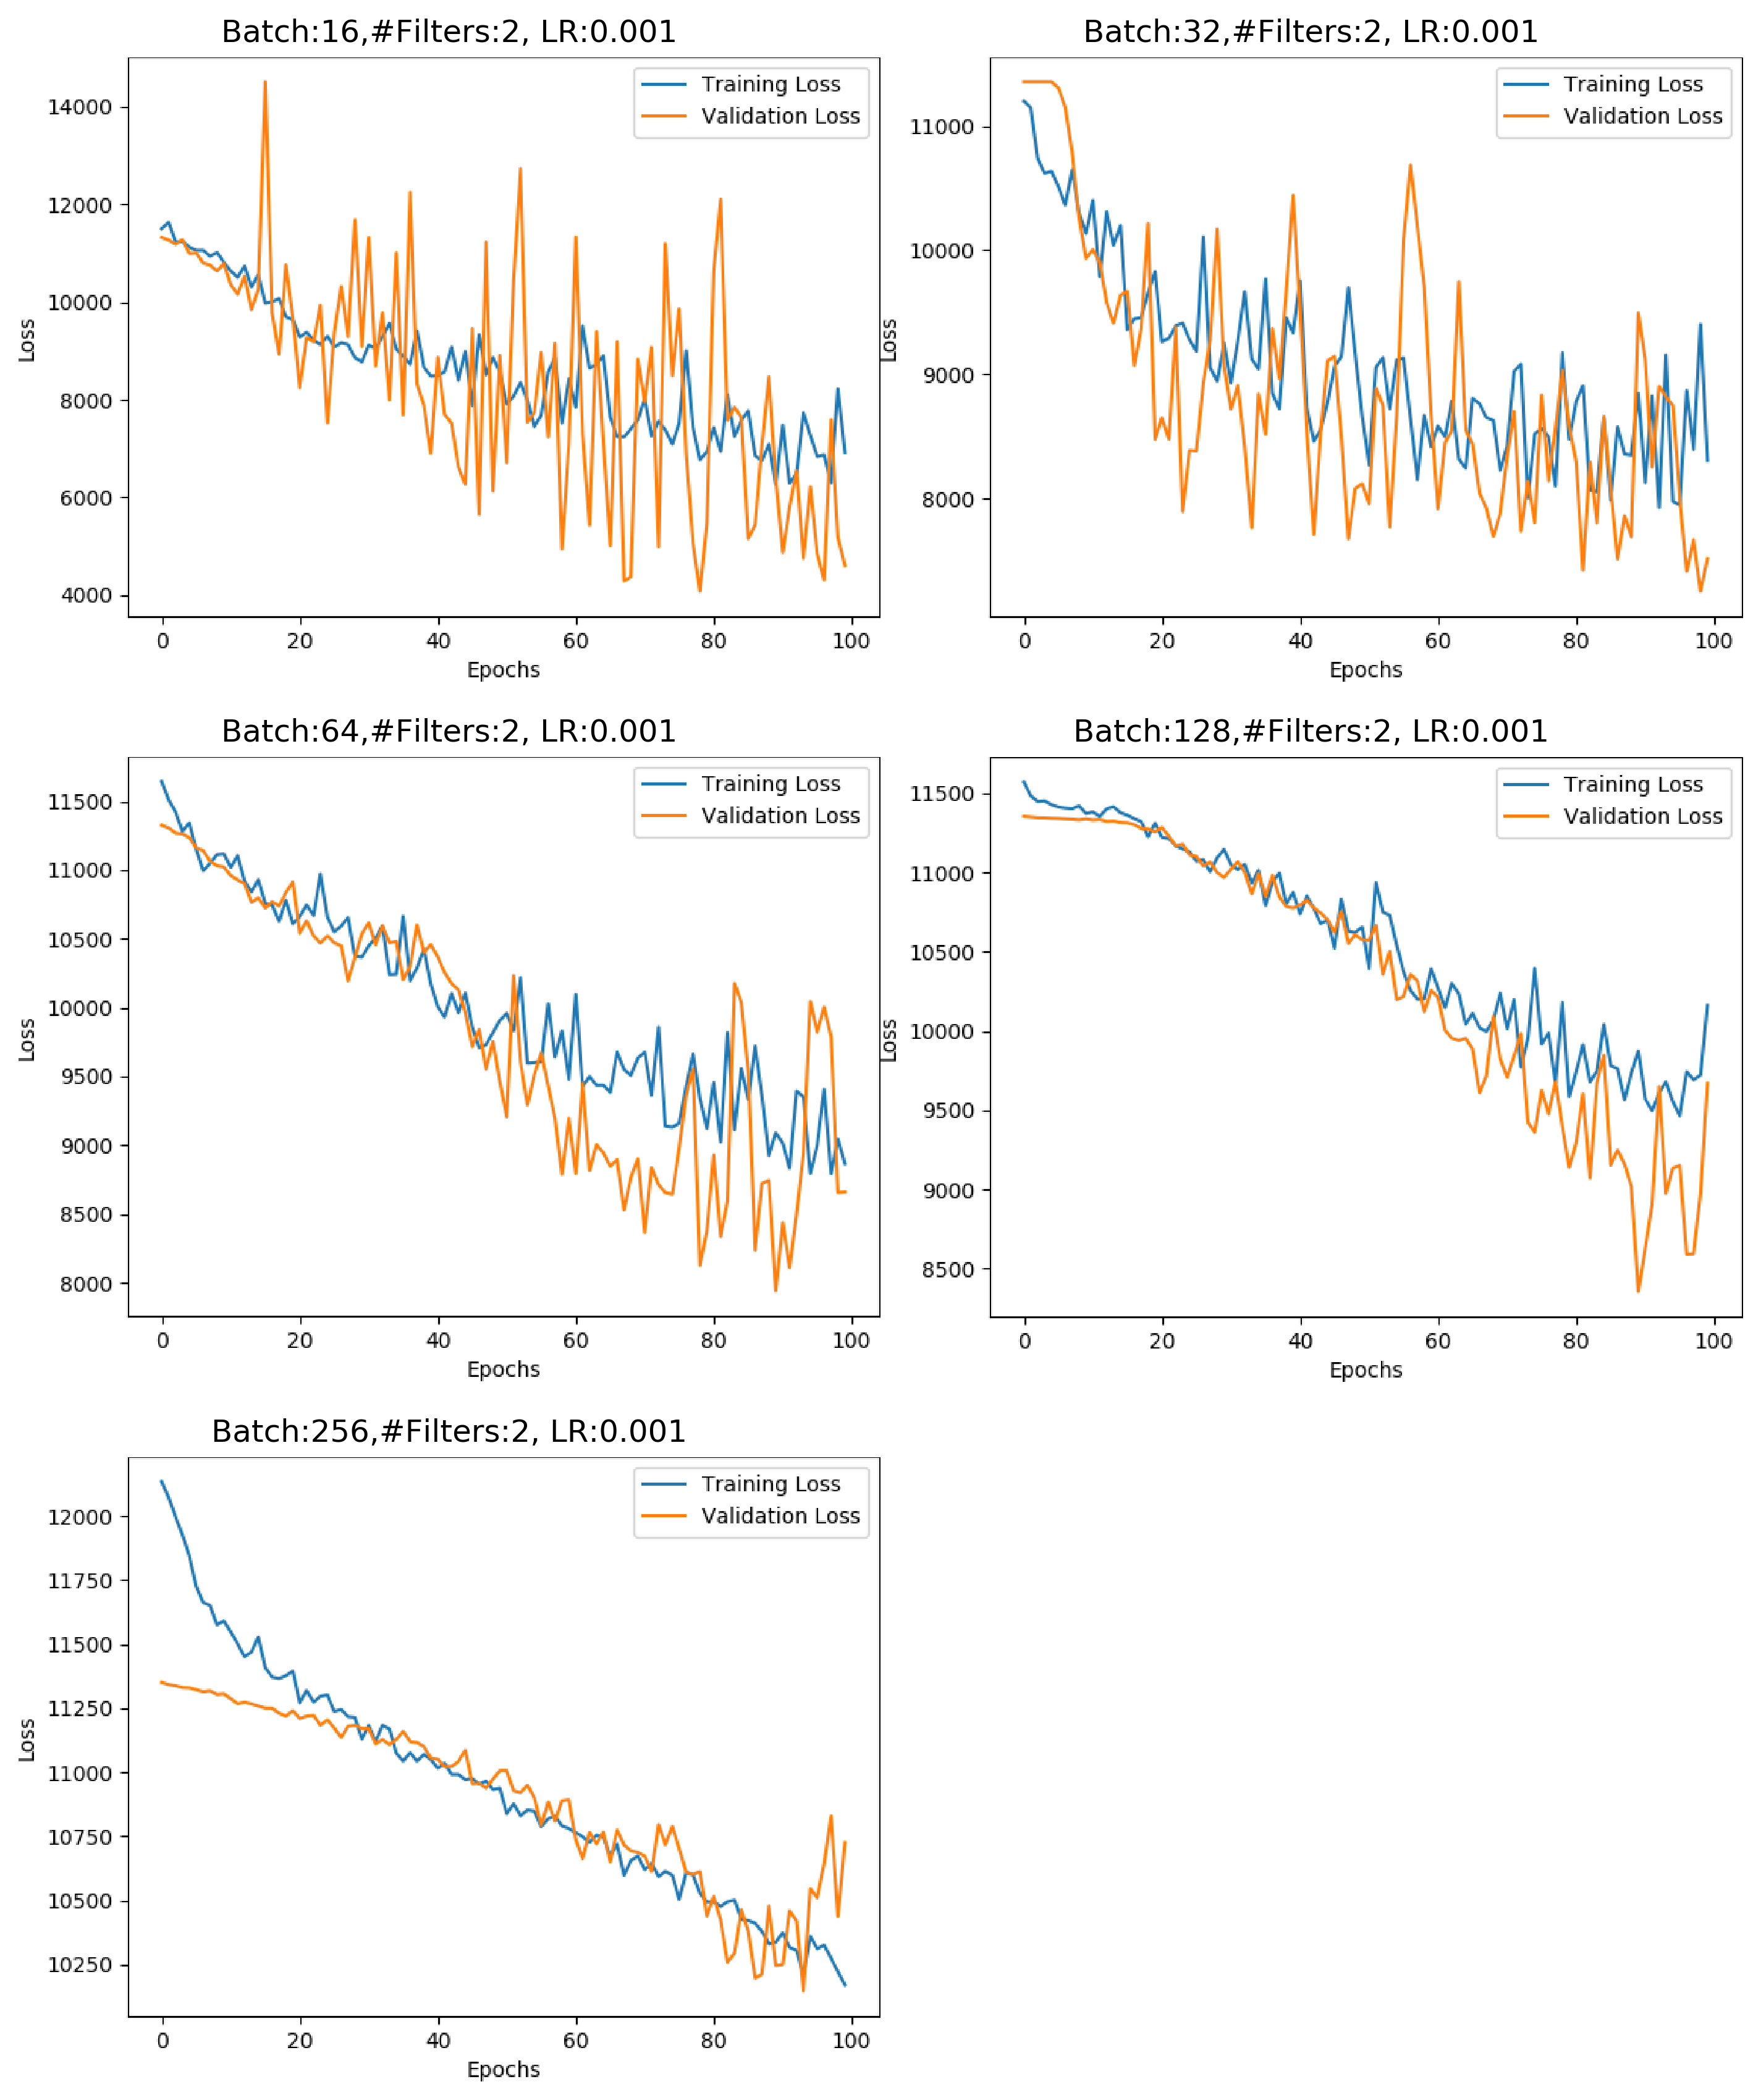 Batch:16,#Filters:2, LR:0.001
Training Loss
Validation Loss
14000
12000
10000
8000
6000
4000
Loss
0 20 40 60 80 100
Epochs
Batch:32,#Filters:2, LR:0.001
Training Loss
Validation Loss
11000
10000
9000
8000
Loss
0 20 40 60 80 100
Epochs
Batch:64,#Filters:2, LR:0.001
Training Loss
Validation Loss
11500
11000
10500
10000
9500
9000
8500
8000
Loss
0 20 40 60 80 100
Epochs
Batch:128,#Filters:2, LR:0.001
Training Loss
Validation Loss
11500
11000
10500
10000
9500
9000
8500
Loss
0 20 40 60 80 100
Epochs
Batch:256,#Filters:2, LR:0.001
Training Loss
Validation Loss
12000
11750
11500
11250
11000
10750
10500
10250
Loss
0 20 40 60 80 100
Epochs